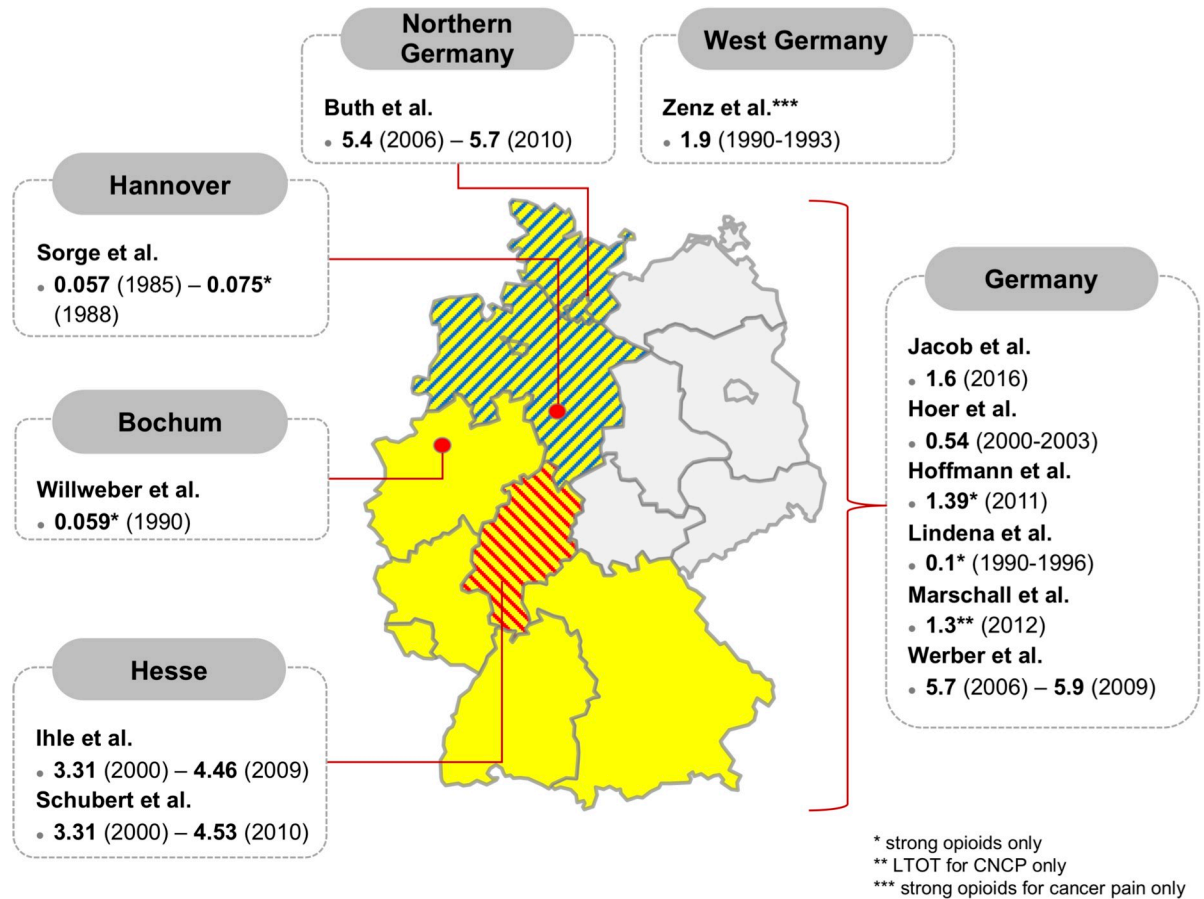 Northern
Germany
Buth et al.
• 5.4 (2006) – 5.7 (2010)
West Germany
Zenz et al.***
• 1.9 (1990-1993)
Hannover
Sorge et al.
• 0.057 (1985) – 0.075*
(1988)
Bochum
Willweber et al.
• 0.059* (1990)
Hesse
Ihle et al.
• 3.31 (2000) – 4.46 (2009)
Schubert et al.
• 3.31 (2000) – 4.53 (2010)
Germany
Jacob et al.
• 1.6 (2016)
Hoer et al.
• 0.54 (2000-2003)
Hoffmann et al.
• 1.39* (2011)
Lindena et al.
• 0.1* (1990-1996)
Marschall et al.
• 1.3** (2012)
Werber et al.
• 5.7 (2006) – 5.9 (2009)
* strong opioids only
** LTOT for CNCP only
*** strong opioids for cancer pain only